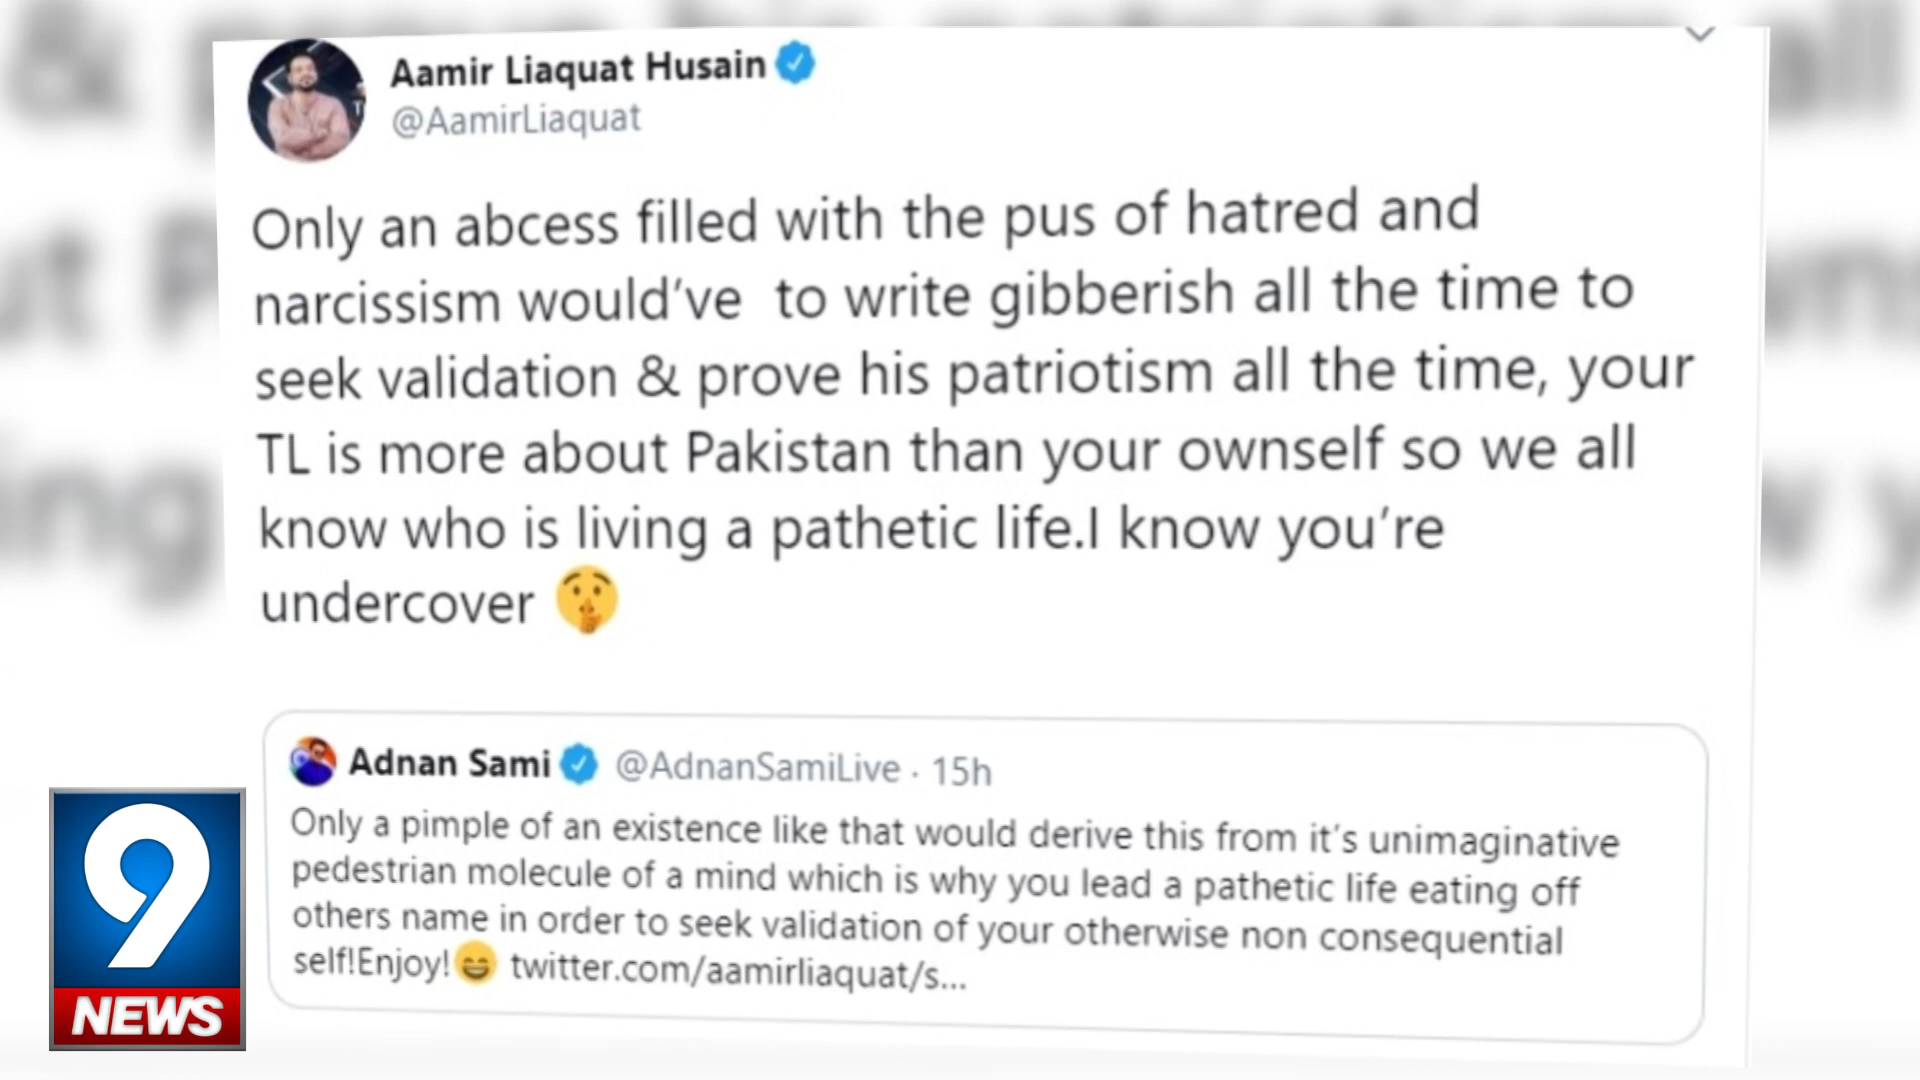 Aamir Liaquat Husain
@AamirLiaquat
Only an abcess filled with the pus of hatred and
narcissism would've to write gibberish all the time to
seek validation & prove his patriotism all the time, your
TL is more about Pakistan than your ownself so we all
know who is living a pathetic life.I know you're
undercover 🤫
Adnan Sami @AdnanSamiLive · 15h
Only a pimple of an existence like that would derive this from it's unimaginative
pedestrian molecule of a mind which is why you lead a pathetic life eating off
others name in order to seek validation of your otherwise non consequential
self!Enjoy!😄 twitter.com/aamirliaquat/s...
9
NEWS